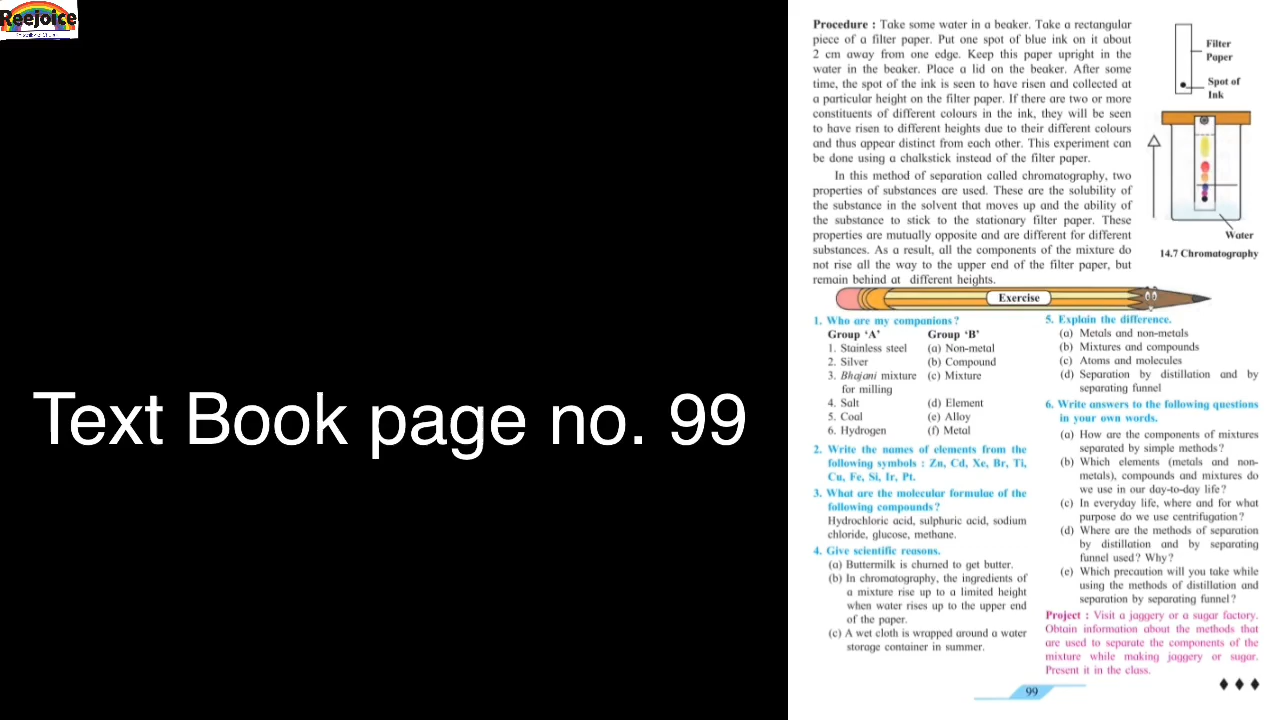 Reejoice
Text Book page no. 99
Procedure : Take some water in a beaker. Take a rectangular
piece of a filter paper. Put one spot of blue ink on it about
2 cm away from one edge. Keep this paper upright in the
water in the beaker. Place a lid on the beaker. After some
time, the spot of the ink is seen to have risen and collected at
a particular height on the filter paper. If there are two or more
constituents of different colours in the ink, they will be seen
to have risen to different heights due to their different colours
and thus appear distinct from each other. This experiment can
be done using a chalkstick instead of the filter paper.
In this method of separation called chromatography, two
properties of substances are used. These are the solubility of
the substance in the solvent that moves up and the ability of
the substance to stick to the stationary filter paper. These
properties are mutually opposite and are different for different
substances. As a result, all the components of the mixture do
not rise all the way to the upper end of the filter paper, but
remain behind at different heights.
Filter
Paper
Spot of
Ink
Water
14.7 Chromatography
Exercise
1. Who are my companions?
Group ‘A’ Group ‘B’
1. Stainless steel (a) Non-metal
2. Silver (b) Compound
3. Bhajani mixture (c) Mixture
for milling
4. Salt (d) Element
5. Coal (e) Alloy
6. Hydrogen (f) Metal
2. Write the names of elements from the
following symbols : Zn, Cd, Xe, Br, Ti,
Cu, Fe, Si, Ir, Pt.
3. What are the molecular formulae of the
following compounds?
Hydrochloric acid, sulphuric acid, sodium
chloride, glucose, methane.
4. Give scientific reasons.
(a) Buttermilk is churned to get butter.
(b) In chromatography, the ingredients of
a mixture rise up to a limited height
when water rises up to the upper end
of the paper.
(c) A wet cloth is wrapped around a water
storage container in summer.
5. Explain the difference.
(a) Metals and non-metals
(b) Mixtures and compounds
(c) Atoms and molecules
(d) Separation by distillation and by
separating funnel
6. Write answers to the following questions
in your own words.
(a) How are the components of mixtures
separated by simple methods?
(b) Which elements (metals and non-
metals), compounds and mixtures do
we use in our day-to-day life?
(c) In everyday life, where and for what
purpose do we use centrifugation?
(d) Where are the methods of separation
by distillation and by separating
funnel used? Why?
(e) Which precaution will you take while
using the methods of distillation and
separation by separating funnel?
Project : Visit a jaggery or a sugar factory.
Obtain information about the methods that
are used to separate the components of the
mixture while making jaggery or sugar.
Present it in the class.
99